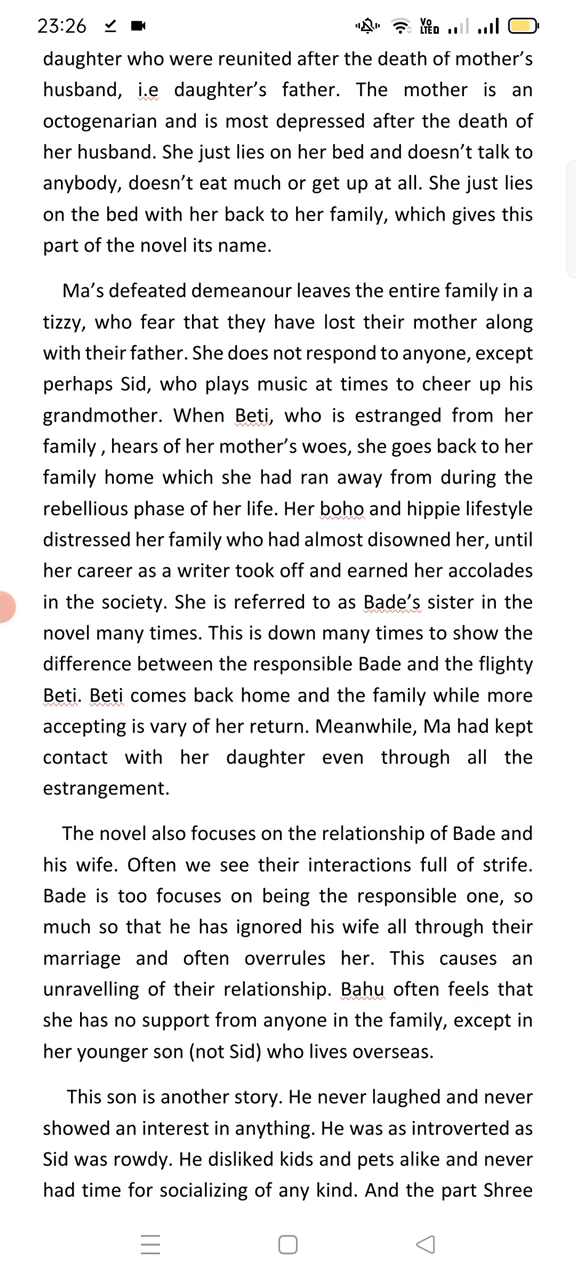 23:26
Vo
LTED
daughter who were reunited after the death of mother’s
husband, i.e daughter’s father. The mother is an
octogenarian and is most depressed after the death of
her husband. She just lies on her bed and doesn’t talk to
anybody, doesn’t eat much or get up at all. She just lies
on the bed with her back to her family, which gives this
part of the novel its name.
Ma’s defeated demeanour leaves the entire family in a
tizzy, who fear that they have lost their mother along
with their father. She does not respond to anyone, except
perhaps Sid, who plays music at times to cheer up his
grandmother. When Beti, who is estranged from her
family , hears of her mother’s woes, she goes back to her
family home which she had ran away from during the
rebellious phase of her life. Her boho and hippie lifestyle
distressed her family who had almost disowned her, until
her career as a writer took off and earned her accolades
in the society. She is referred to as Bade’s sister in the
novel many times. This is down many times to show the
difference between the responsible Bade and the flighty
Beti. Beti comes back home and the family while more
accepting is vary of her return. Meanwhile, Ma had kept
contact with her daughter even through all the
estrangement.
The novel also focuses on the relationship of Bade and
his wife. Often we see their interactions full of strife.
Bade is too focuses on being the responsible one, so
much so that he has ignored his wife all through their
marriage and often overrules her. This causes an
unravelling of their relationship. Bahu often feels that
she has no support from anyone in the family, except in
her younger son (not Sid) who lives overseas.
This son is another story. He never laughed and never
showed an interest in anything. He was as introverted as
Sid was rowdy. He disliked kids and pets alike and never
had time for socializing of any kind. And the part Shree